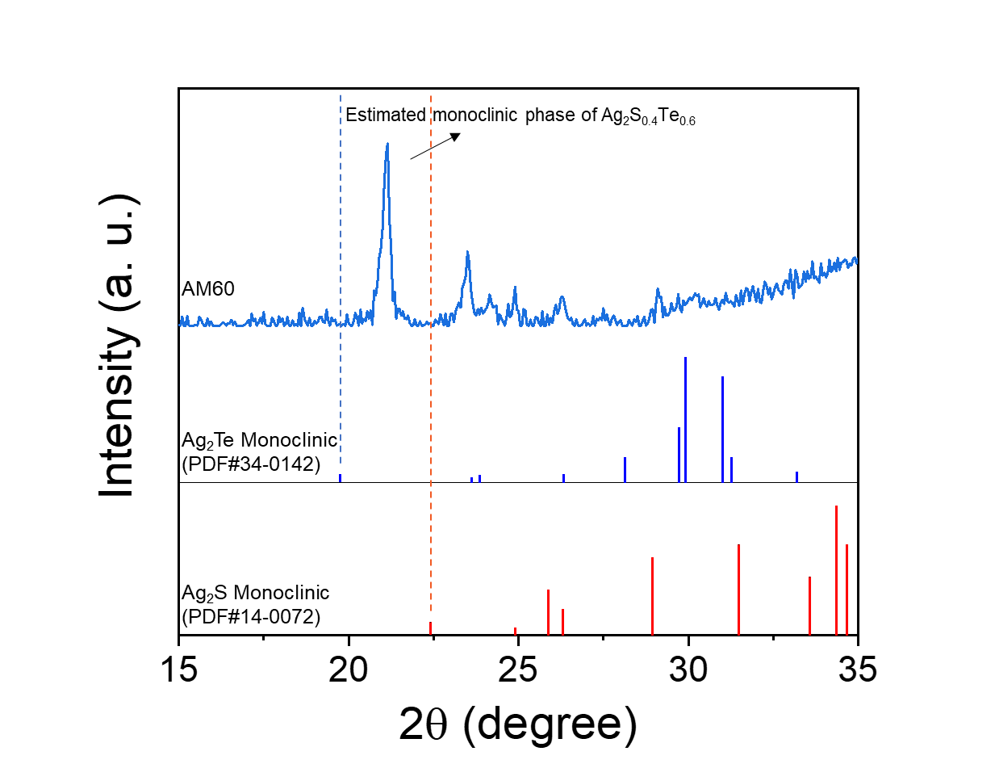 Estimated monoclinic phase of Ag₂S₀.₄Te₀.₆
AM60
Ag₂Te Monoclinic
(PDF#34-0142)
Ag₂S Monoclinic
(PDF#14-0072)
Intensity (a. u.)
15 20 25 30 35
2θ (degree)